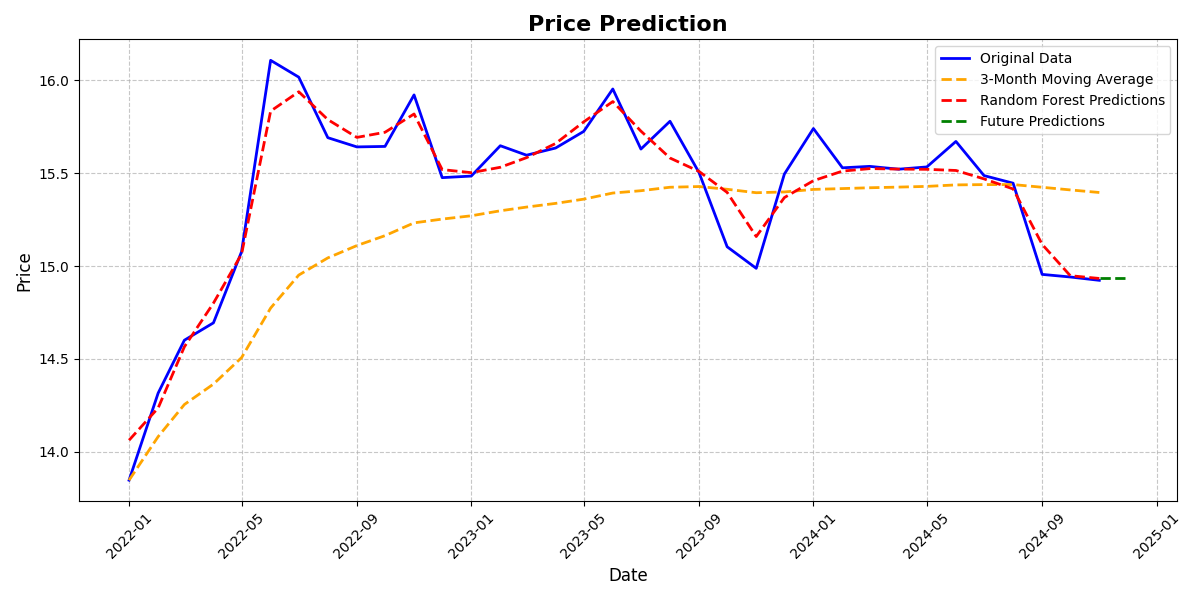 Price Prediction
Original Data
3-Month Moving Average
Random Forest Predictions
Future Predictions
Price
16.0
15.5
15.0
14.5
14.0
2022-01
2022-05
2022-09
2023-01
2023-05
2023-09
2024-01
2024-05
2024-09
2025-01
Date